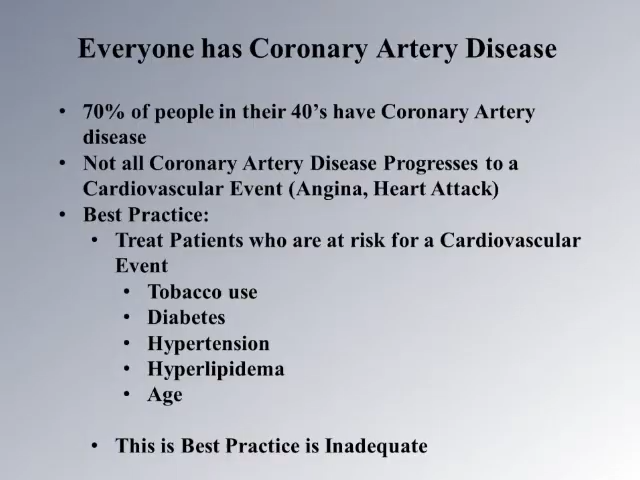 Everyone has Coronary Artery Disease
• 70% of people in their 40's have Coronary Artery
disease
• Not all Coronary Artery Disease Progresses to a
Cardiovascular Event (Angina, Heart Attack)
• Best Practice:
• Treat Patients who are at risk for a Cardiovascular
Event
• Tobacco use
• Diabetes
• Hypertension
• Hyperlipidema
• Age
• This is Best Practice is Inadequate